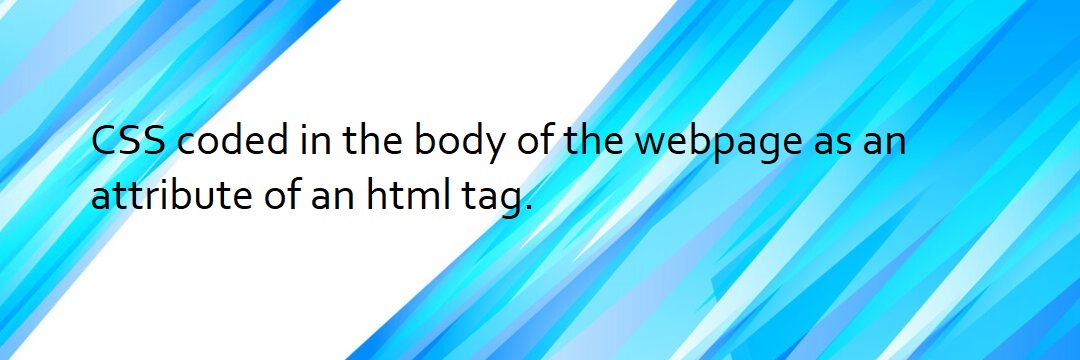 CSS coded in the body of the webpage as an
attribute of an html tag.